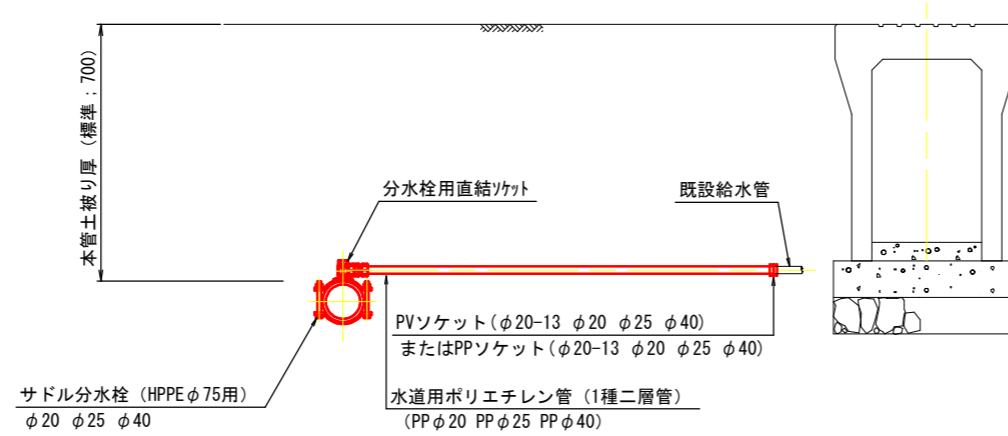 本管土被り厚（標準；700）
分水栓用直結ソケット
既設給水管
PVソケット(φ20-13 φ20 φ25 φ40)
またはPPソケット(φ20-13 φ20 φ25 φ40)
サドル分水栓（HPPEφ75用）
φ20 φ25 φ40
水道用ポリエチレン管（1種二層管）
(PPφ20 PPφ25 PPφ40)